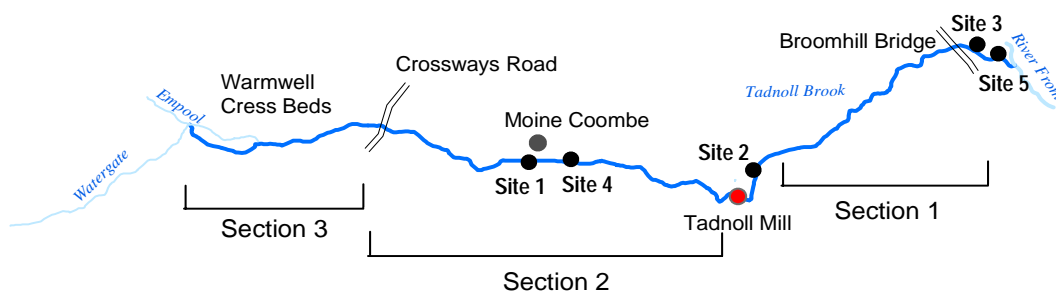 Site 3
Broomhill Bridge
River From
Crossways Road
Warmwell
Cress Beds
Empool
Tadnoll Brook
Site 5
Moine Coombe
Site 2
Watergate
Site 1
Site 4
Section 3
Tadnoll Mill
Section 1
Section 2